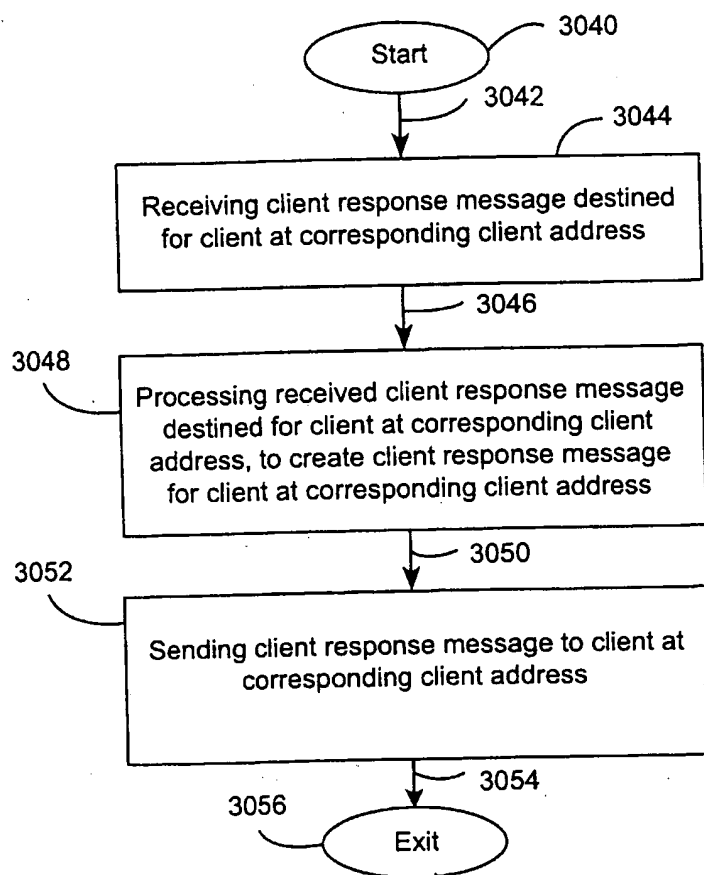 3040
Start
3042
3044
Receiving client response message destined
for client at corresponding client address
3046
3048
Processing received client response message
destined for client at corresponding client
address, to create client response message
for client at corresponding client address
3050
3052
Sending client response message to client at
corresponding client address
3054
3056
Exit